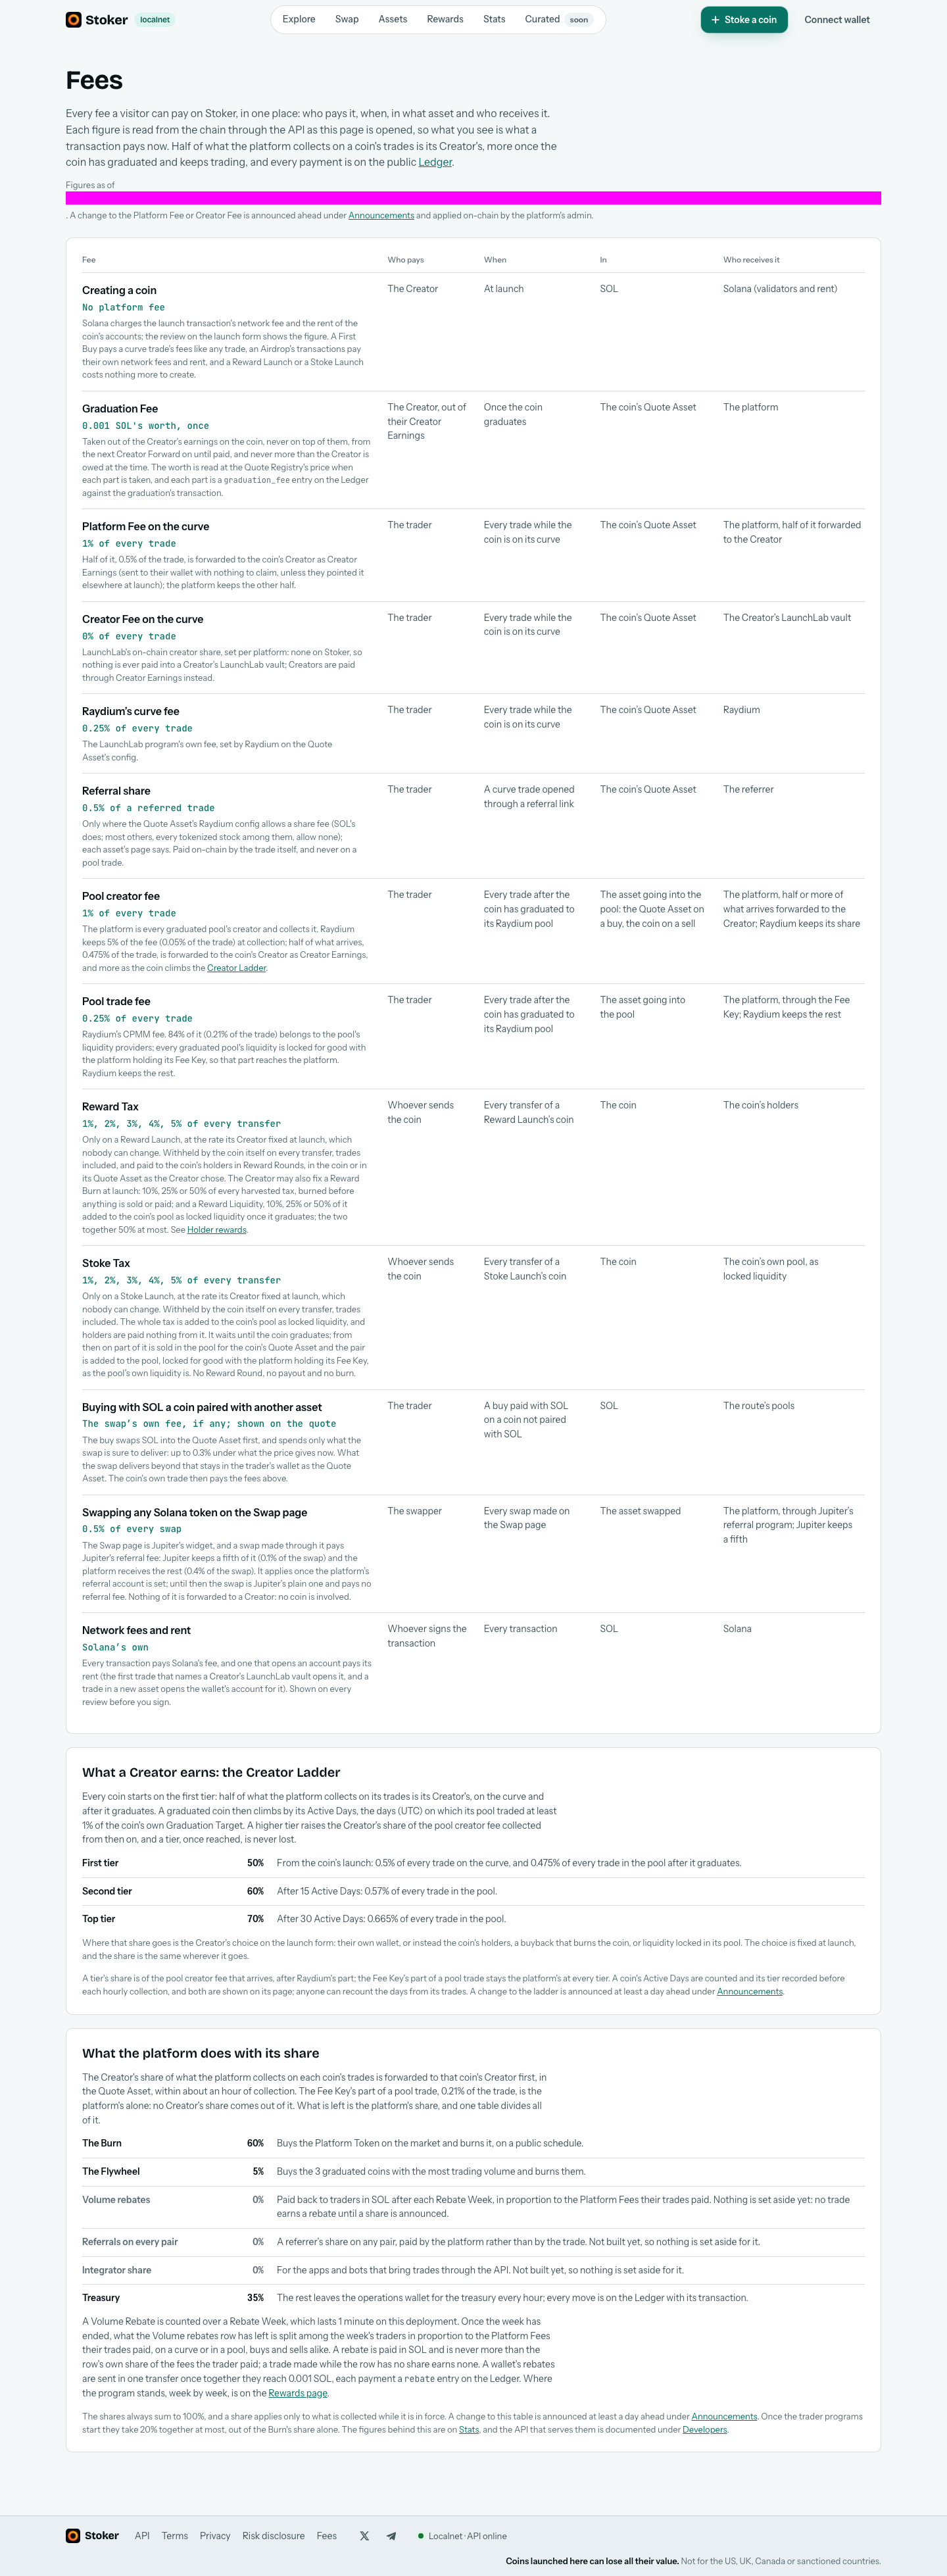 Stoker localnet Explore Swap Assets Rewards Stats Curated soon + Stoke a coin Connect wallet
Fees
Every fee a visitor can pay on Stoker, in one place: who pays it, when, in what asset and who receives it.
Each figure is read from the chain through the API as this page is opened, so what you see is what a
transaction pays now. Half of what the platform collects on a coin's trades is its Creator's, more once the
coin has graduated and keeps trading, and every payment is on the public Ledger.
Figures as of
. A change to the Platform Fee or Creator Fee is announced ahead under Announcements and applied on-chain by the platform's admin.
Fee Who pays When In Who receives it
Creating a coin
No platform fee
Solana charges the launch transaction's network fee and the rent of the
coin's accounts; the review on the launch form shows the figure. A First
Buy pays a curve trade's fees like any trade, an Airdrop's transactions pay
their own network fees and rent, and a Reward Launch or a Stoke Launch
costs nothing more to create.
The Creator
At launch
SOL
Solana (validators and rent)
Graduation Fee
0.001 SOL's worth, once
Taken out of the Creator's earnings on the coin, never on top of them, from
the next Creator Forward on until paid, and never more than the Creator is
owed at the time. The worth is read at the Quote Registry's price when
each part is taken, and each part is a graduation_fee entry on the Ledger
against the graduation's transaction.
The Creator, out of
their Creator
Earnings
Once the coin
graduates
The coin's Quote Asset
The platform
Platform Fee on the curve
1% of every trade
Half of it, 0.5% of the trade, is forwarded to the coin's Creator as Creator
Earnings (sent to their wallet with nothing to claim, unless they pointed it
elsewhere at launch); the platform keeps the other half.
The trader
Every trade while the
coin is on its curve
The coin's Quote Asset
The platform, half of it forwarded
to the Creator
Creator Fee on the curve
0% of every trade
LaunchLab's on-chain creator share, set per platform: none on Stoker, so
nothing is ever paid into a Creator's LaunchLab vault; Creators are paid
through Creator Earnings instead.
The trader
Every trade while the
coin is on its curve
The coin's Quote Asset
The Creator's LaunchLab vault
Raydium's curve fee
0.25% of every trade
The LaunchLab program's own fee, set by Raydium on the Quote
Asset's config.
The trader
Every trade while the
coin is on its curve
The coin's Quote Asset
Raydium
Referral share
0.5% of a referred trade
Only where the Quote Asset's Raydium config allows a share fee (SOL's
does; most others, every tokenized stock among them, allow none);
each asset's page says. Paid on-chain by the trade itself, and never on a
pool trade.
The trader
A curve trade opened
through a referral link
The coin's Quote Asset
The referrer
Pool creator fee
1% of every trade
The platform is every graduated pool's creator and collects it. Raydium
keeps 5% of the fee (0.05% of the trade) at collection; half of what arrives,
0.475% of the trade, is forwarded to the coin's Creator as Creator Earnings,
and more as the coin climbs the Creator Ladder.
The trader
Every trade after the
coin has graduated to
its Raydium pool
The asset going into the
pool: the Quote Asset on
a buy, the coin on a sell
The platform, half or more of
what arrives forwarded to the
Creator; Raydium keeps its share
Pool trade fee
0.25% of every trade
Raydium's CPMM fee. 84% of it (0.21% of the trade) belongs to the pool's
liquidity providers; every graduated pool's liquidity is locked for good with
the platform holding its Fee Key, so that part reaches the platform.
Raydium keeps the rest.
The trader
Every trade after the
coin has graduated to
its Raydium pool
The asset going into
the pool
The platform, through the Fee
Key; Raydium keeps the rest
Reward Tax
1%, 2%, 3%, 4%, 5% of every transfer
Only on a Reward Launch, at the rate its Creator fixed at launch, which
nobody can change. Withheld by the coin itself on every transfer, trades
included, and paid to the coin's holders in Reward Rounds, in the coin or in
its Quote Asset as the Creator chose. The Creator may also fix a Reward
Burn at launch: 10%, 25% or 50% of every harvested tax, burned before
anything is sold or paid; and a Reward Liquidity, 10%, 25% or 50% of it
added to the coin's pool as locked liquidity once it graduates; the two
together 50% at most. See Holder rewards.
Whoever sends
the coin
Every transfer of a
Reward Launch's coin
The coin
The coin's holders
Stoke Tax
1%, 2%, 3%, 4%, 5% of every transfer
Only on a Stoke Launch, at the rate its Creator fixed at launch, which
nobody can change. Withheld by the coin itself on every transfer, trades
included. The whole tax is added to the coin's pool as locked liquidity, and
holders are paid nothing from it. It waits until the coin graduates; from
then on part of it is sold in the pool for the coin's Quote Asset and the pair
is added to the pool, locked for good with the platform holding its Fee Key,
as the pool's own liquidity is. No Reward Round, no payout and no burn.
Whoever sends
the coin
Every transfer of a
Stoke Launch's coin
The coin
The coin's own pool, as
locked liquidity
Buying with SOL a coin paired with another asset
The swap's own fee, if any; shown on the quote
The buy swaps SOL into the Quote Asset first, and spends only what the
swap is sure to deliver: up to 0.3% under what the price gives now. What
the swap delivers beyond that stays in the trader's wallet as the Quote
Asset. The coin's own trade then pays the fees above.
The trader
A buy paid with SOL
on a coin not paired
with SOL
SOL
The route's pools
Swapping any Solana token on the Swap page
0.5% of every swap
The Swap page is Jupiter's widget, and a swap made through it pays
Jupiter's referral fee: Jupiter keeps a fifth of it (0.1% of the swap) and the
platform receives the rest (0.4% of the swap). It applies once the platform's
referral account is set; until then the swap is Jupiter's plain one and pays no
referral fee. Nothing of it is forwarded to a Creator: no coin is involved.
The swapper
Every swap made on
the Swap page
The asset swapped
The platform, through Jupiter's
referral program; Jupiter keeps
a fifth
Network fees and rent
Solana's own
Every transaction pays Solana's fee, and one that opens an account pays its
rent (the first trade that names a Creator's LaunchLab vault opens it, and a
trade in a new asset opens the wallet's account for it). Shown on every
review before you sign.
Whoever signs the
transaction
Every transaction
SOL
Solana
What a Creator earns: the Creator Ladder
Every coin starts on the first tier: half of what the platform collects on its trades is its Creator's, on the curve and
after it graduates. A graduated coin then climbs by its Active Days, the days (UTC) on which its pool traded at least
1% of the coin's own Graduation Target. A higher tier raises the Creator's share of the pool creator fee collected
from then on, and a tier, once reached, is never lost.
First tier 50% From the coin's launch: 0.5% of every trade on the curve, and 0.475% of every trade in the pool after it graduates.
Second tier 60% After 15 Active Days: 0.57% of every trade in the pool.
Top tier 70% After 30 Active Days: 0.665% of every trade in the pool.
Where that share goes is the Creator's choice on the launch form: their own wallet, or instead the coin's holders, a buyback that burns the coin, or liquidity locked in its pool. The choice is fixed at launch,
and the share is the same wherever it goes.
A tier's share is of the pool creator fee that arrives, after Raydium's part; the Fee Key's part of a pool trade stays the platform's at every tier. A coin's Active Days are counted and its tier recorded before
each hourly collection, and both are shown on its page; anyone can recount the days from its trades. A change to the ladder is announced at least a day ahead under Announcements.
What the platform does with its share
The Creator's share of what the platform collects on each coin's trades is forwarded to that coin's Creator first, in
the Quote Asset, within about an hour of collection. The Fee Key's part of a pool trade, 0.21% of the trade, is the
platform's alone: no Creator's share comes out of it. What is left is the platform's share, and one table divides all
of it.
The Burn 60% Buys the Platform Token on the market and burns it, on a public schedule.
The Flywheel 5% Buys the 3 graduated coins with the most trading volume and burns them.
Volume rebates 0% Paid back to traders in SOL after each Rebate Week, in proportion to the Platform Fees their trades paid. Nothing is set aside yet: no trade
earns a rebate until a share is announced.
Referrals on every pair 0% A referrer's share on any pair, paid by the platform rather than by the trade. Not built yet, so nothing is set aside for it.
Integrator share 0% For the apps and bots that bring trades through the API. Not built yet, so nothing is set aside for it.
Treasury 35% The rest leaves the operations wallet for the treasury every hour; every move is on the Ledger with its transaction.
A Volume Rebate is counted over a Rebate Week, which lasts 1 minute on this deployment. Once the week has
ended, what the Volume rebates row has left is split among the week's traders in proportion to the Platform Fees
their trades paid, on a curve or in a pool, buys and sells alike. A rebate is paid in SOL and is never more than the
row's own share of the fees the trader paid; a trade made while the row has no share earns none. A wallet's rebates
are sent in one transfer once together they reach 0.001 SOL, each payment a rebate entry on the Ledger. Where
the program stands, week by week, is on the Rewards page.
The shares always sum to 100%, and a share applies only to what is collected while it is in force. A change to this table is announced at least a day ahead under Announcements. Once the trader programs
start they take 20% together at most, out of the Burn's share alone. The figures behind this are on Stats, and the API that serves them is documented under Developers.
Stoker API Terms Privacy Risk disclosure Fees Localnet · API online
Coins launched here can lose all their value. Not for the US, UK, Canada or sanctioned countries.